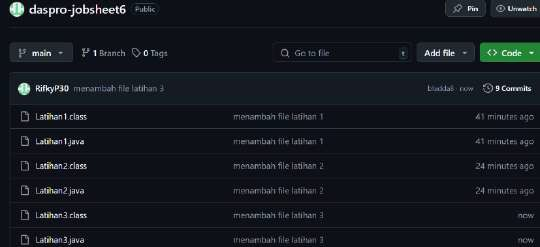 daspro-jobsheet6 Public Pin Unwatch
main 1 Branch 0 Tags Go to file t Add file Code
RifkyP30 menambah file latihan 3 now 9 Commits
Latihan1.class menambah file latihan 1 41 minutes ago
Latihan1.java menambah file latihan 1 41 minutes ago
Latihan2.class menambah file latihan 2 24 minutes ago
Latihan2.java menambah file latihan 2 24 minutes ago
Latihan3.class menambah file latihan 3 now
Latihan3.java menambah file latihan 3 now